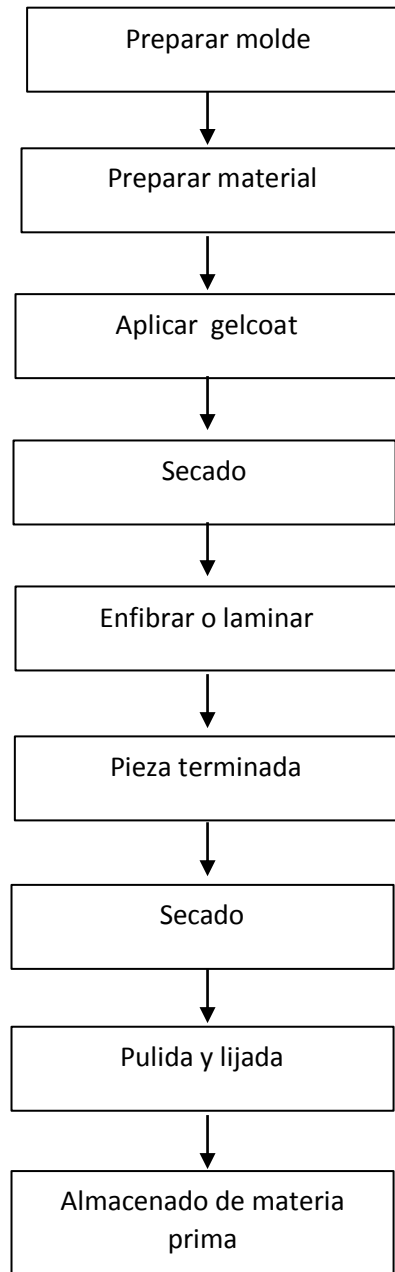 Preparar molde
Preparar material
Aplicar gelcoat
Secado
Enfibrar o laminar
Pieza terminada
Secado
Pulida y lijada
Almacenado de materia
prima